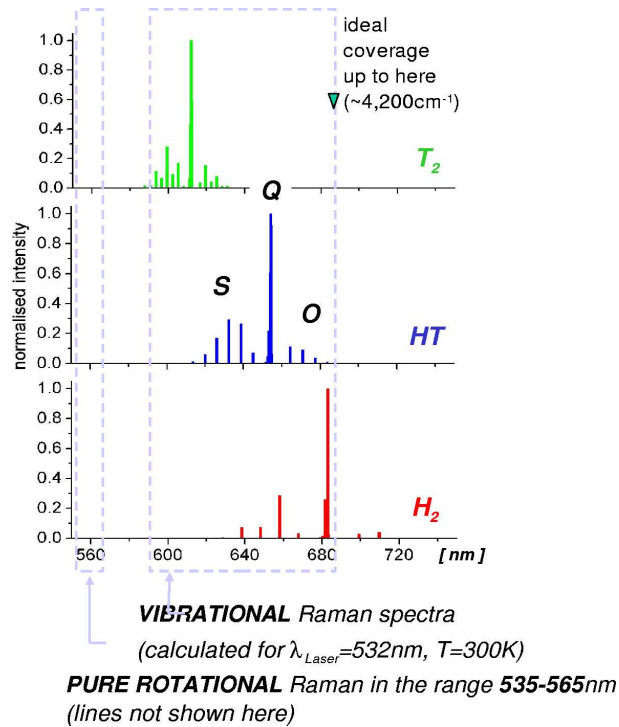 ideal
coverage
up to here
(~4,200cm⁻¹)
1.0
0.8
0.6
0.4
0.2
0.0
T₂
Q
1.0
0.8
0.6
0.4
0.2
0.0
S
O
HT
normalised intensity
1.0
0.8
0.6
0.4
0.2
0.0
H₂
560 600 640 680 720 [ nm ]
VIBRATIONAL Raman spectra
(calculated for λ Laser=532nm, T=300K)
PURE ROTATIONAL Raman in the range 535-565nm
(lines not shown here)